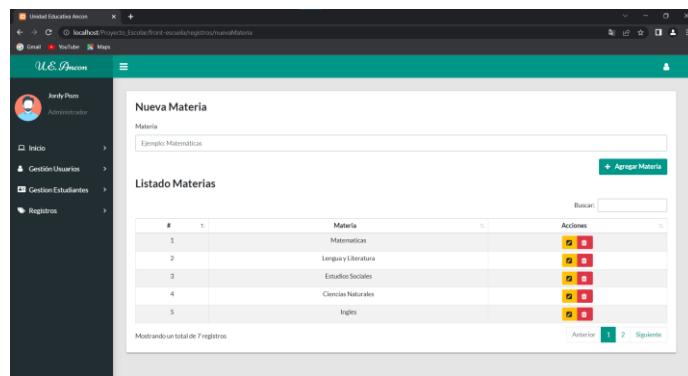 Unidad Educativa Ancon
localhost/Proyecto_Escolar/front-escuela/registros/nuevaMateria
Gmail YouTube Maps
U.E. Ancon
Jordy Pozo
Administrador
Inicio
Gestión Usuarios
Gestion Estudiantes
Registros
Nueva Materia
Materia
Ejemplo: Matemáticas
+ Agregar Materia
Listado Materias
Buscar:
# Materia Acciones
1 Matematicas
2 Lengua y Literatura
3 Estudios Sociales
4 Ciencias Naturales
5 Ingles
Mostrando un total de 7 registros
Anterior 1 2 Siguiente